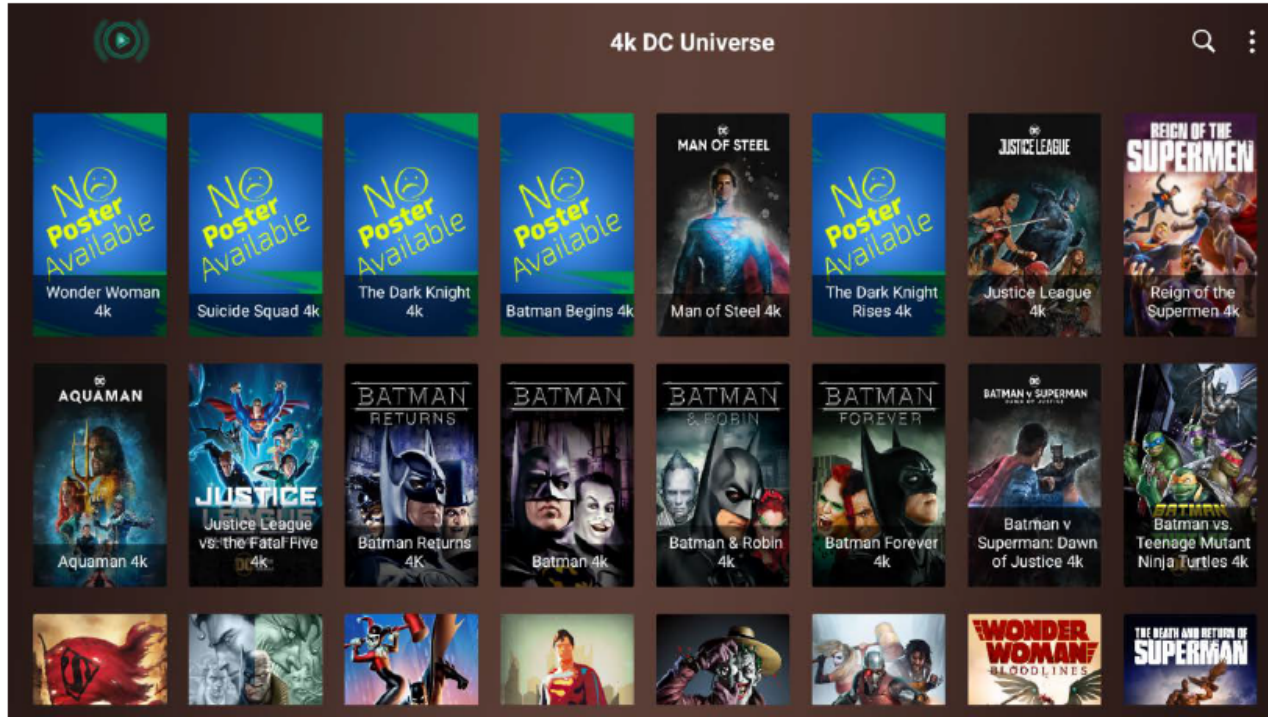 4k DC Universe
NO
Poster
Available
Wonder Woman
4k
NO
Poster
Available
Suicide Squad 4k
NO
Poster
Available
The Dark Knight
4k
NO
Poster
Available
Batman Begins 4k
DC
MAN OF STEEL
Man of Steel 4k
NO
Poster
Available
The Dark Knight
Rises 4k
DC
JUSTICE LEAGUE
Justice League
4k
REIGN OF THE
SUPERMEN
Reign of the
Supermen 4k
DC
AQUAMAN
Aquaman 4k
JUSTICE
LEAGUE
Justice League
vs. the Fatal Five
4k
DC
BATMAN
RETURNS
Batman Returns
4K
BATMAN
Batman 4k
BATMAN
& ROBIN
Batman & Robin
4k
BATMAN
FOREVER
Batman Forever
4k
DC
BATMAN v SUPERMAN
DAWN OF JUSTICE
Batman v
Superman: Dawn
of Justice 4k
BATMAN
Batman vs.
Teenage Mutant
Ninja Turtles 4k
WONDER
WOMAN
BLOODLINES
THE DEATH AND RETURN OF
SUPERMAN